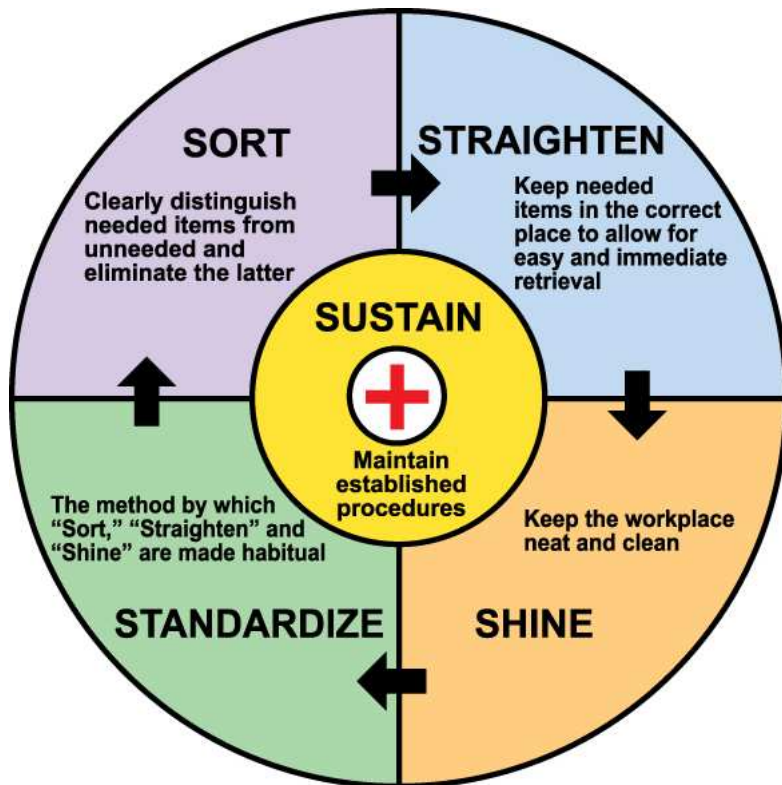 SORT
Clearly distinguish
needed items from
unneeded and
eliminate the latter
STRAIGHTEN
Keep needed
items in the correct
place to allow for
easy and immediate
retrieval
SUSTAIN
Maintain
established
procedures
The method by which
“Sort,” “Straighten” and
“Shine” are made habitual
STANDARDIZE
Keep the workplace
neat and clean
SHINE